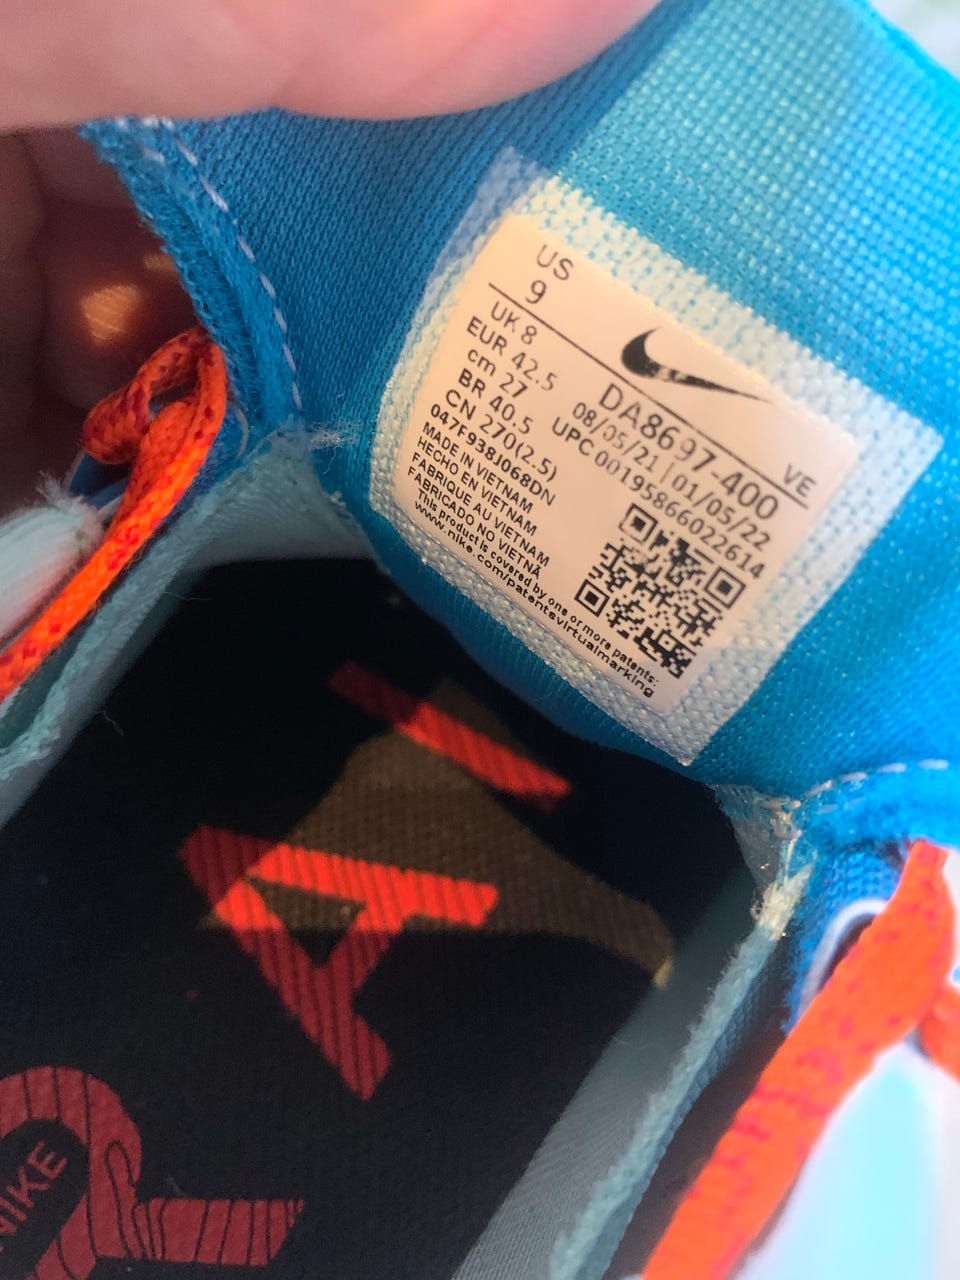 US
9
UK 8
EUR 42.5
cm 27
BR 40.5
CN 270(2.5)
047F938J068DN
MADE IN VIETNAM
HECHO EN VIETNAM
FABRIQUE AU VIETNAM
FABRICADO NO VIETNÃ
This product is covered by one or more patents:
www.nike.com/patentsvirtualmarking
VE
DA8697-400
08/05/21 | 01/05/22
UPC 00195866022614
AIR
NIKE